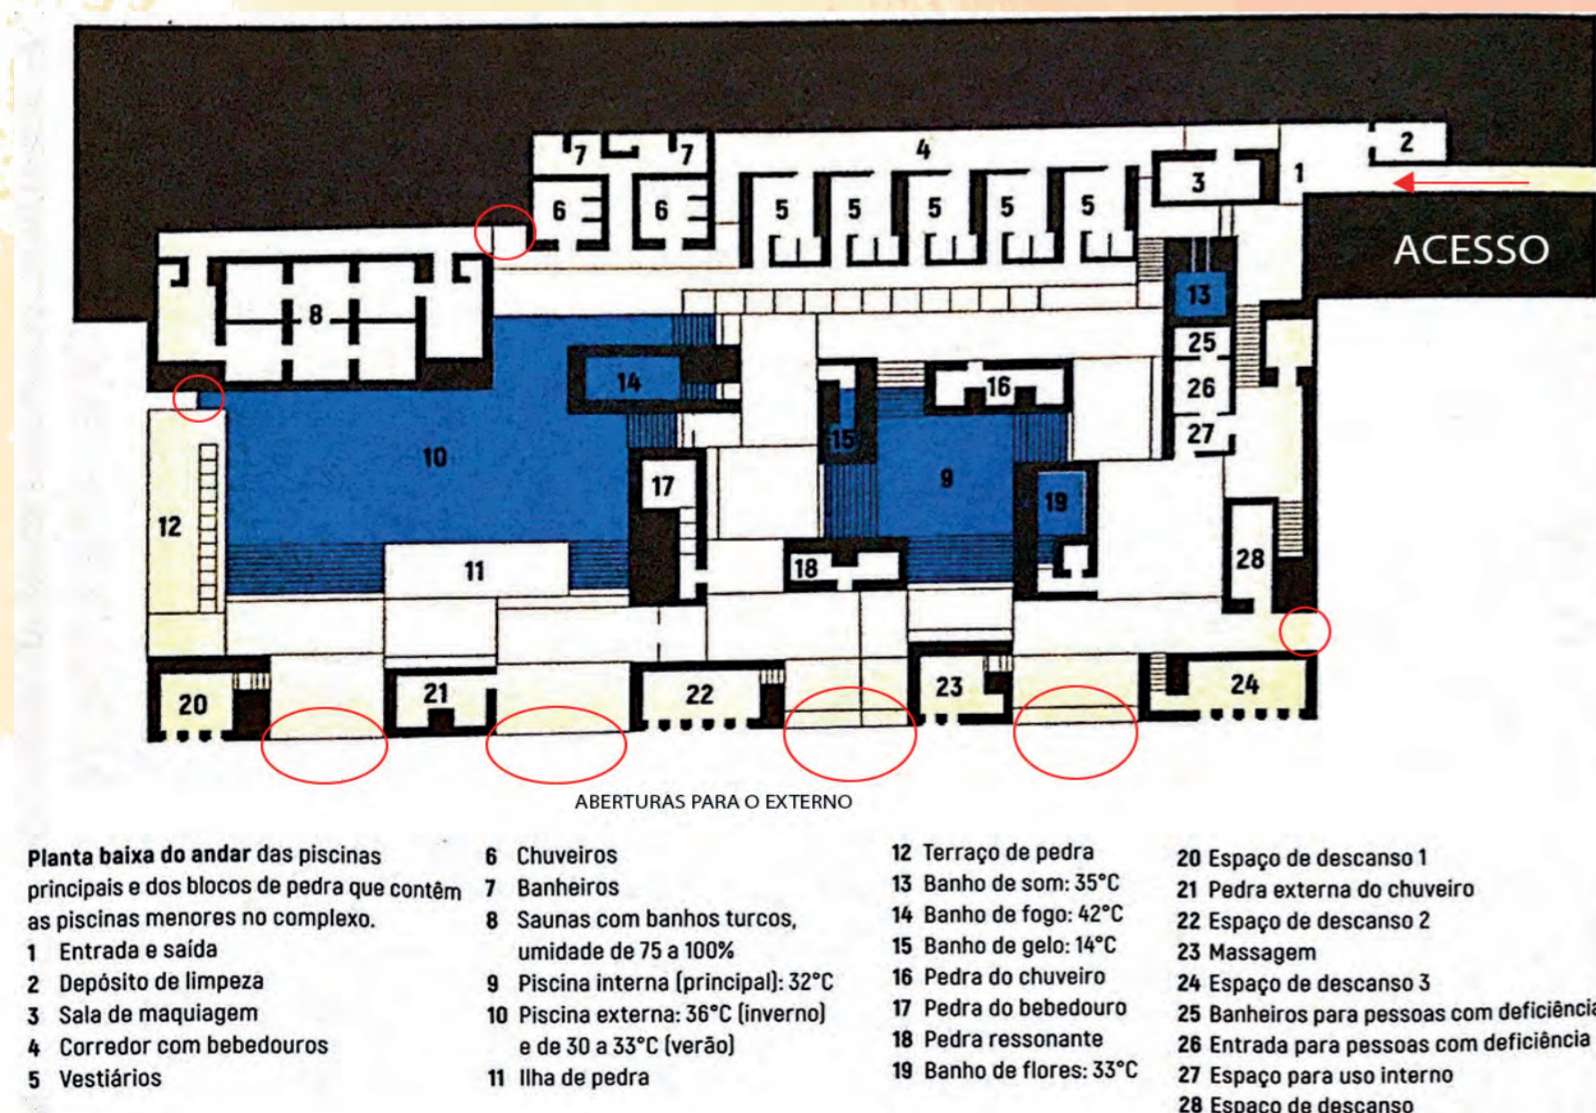 7
7
4
2
1
3
6
6
5
5
5
5
5
ACESSO
13
8
25
14
16
26
15
27
10
9
17
19
12
11
18
28
20
21
22
23
24
ABERTURAS PARA O EXTERNO
Planta baixa do andar das piscinas
principais e dos blocos de pedra que contêm
as piscinas menores no complexo.
1 Entrada e saída
2 Depósito de limpeza
3 Sala de maquiagem
4 Corredor com bebedouros
5 Vestiários
6 Chuveiros
7 Banheiros
8 Saunas com banhos turcos,
umidade de 75 a 100%
9 Piscina interna (principal): 32°C
10 Piscina externa: 36°C (inverno)
e de 30 a 33°C (verão)
11 Ilha de pedra
12 Terraço de pedra
13 Banho de som: 35°C
14 Banho de fogo: 42°C
15 Banho de gelo: 14°C
16 Pedra do chuveiro
17 Pedra do bebedouro
18 Pedra ressonante
19 Banho de flores: 33°C
20 Espaço de descanso 1
21 Pedra externa do chuveiro
22 Espaço de descanso 2
23 Massagem
24 Espaço de descanso 3
25 Banheiros para pessoas com deficiência
26 Entrada para pessoas com deficiência
27 Espaço para uso interno
28 Espaço de descanso